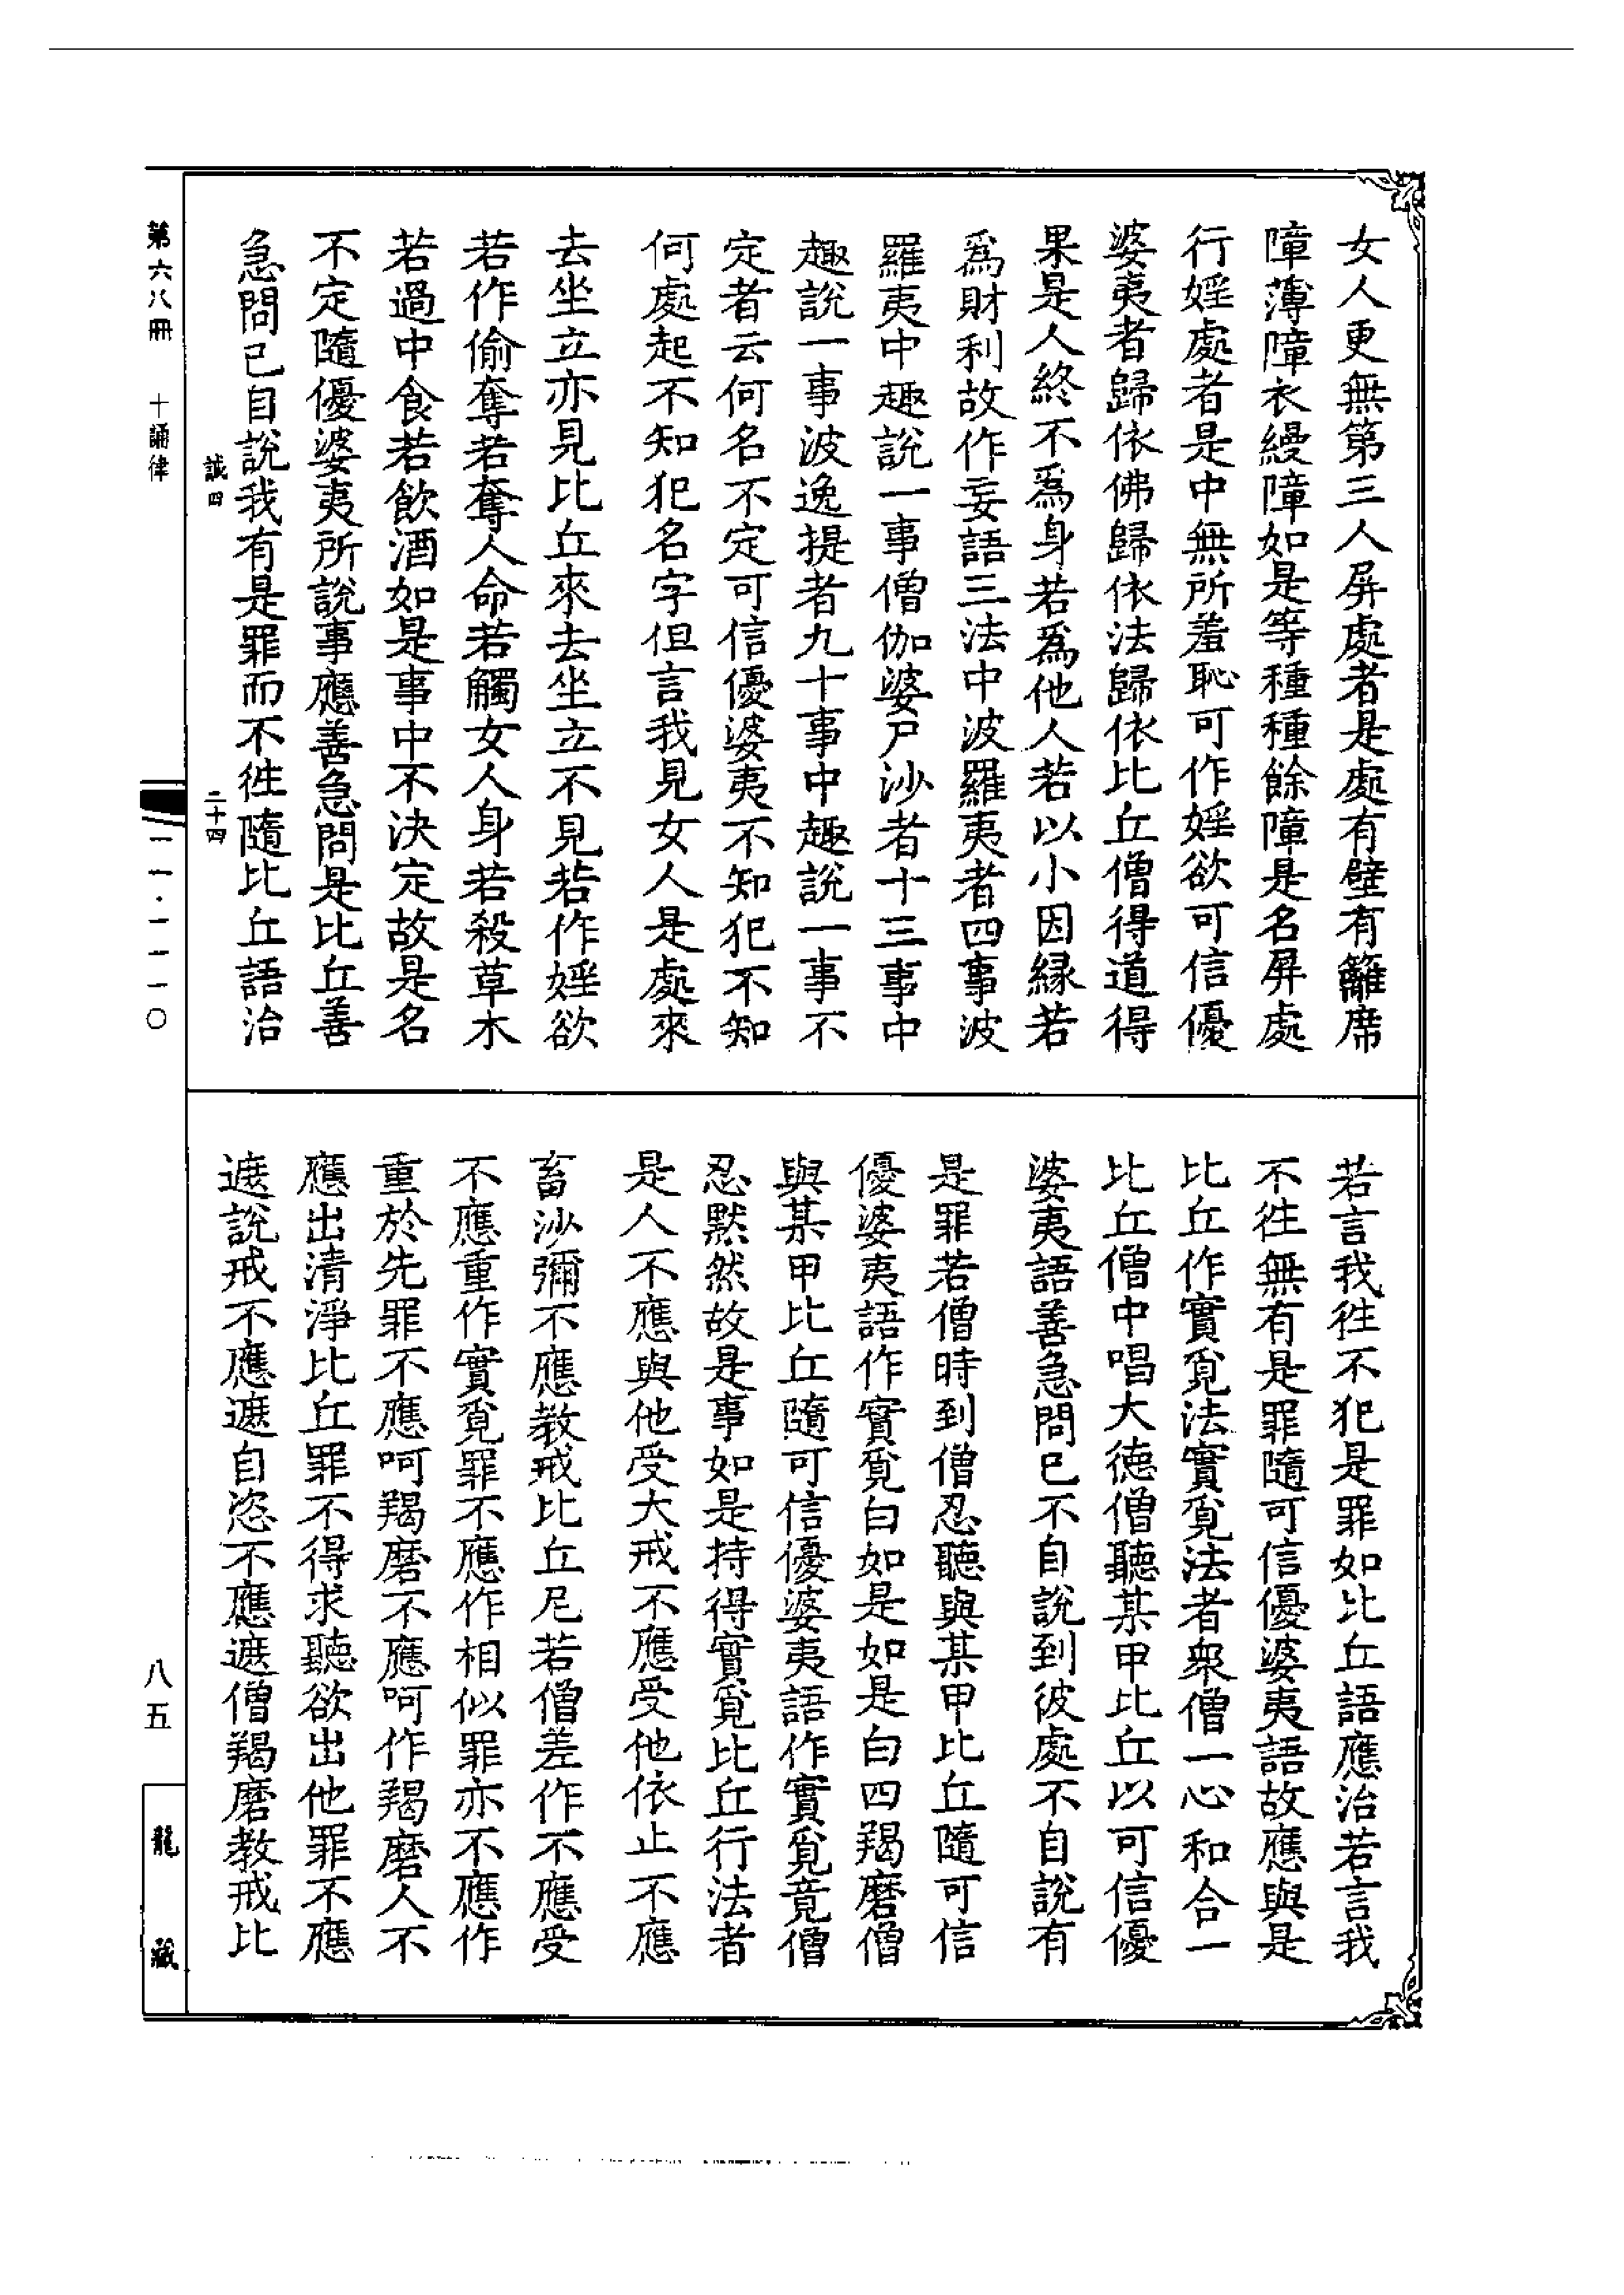 女人更無第三人屏處者是處有壁有籬席
障薄障衣縵障如是等種種餘障是名屏處
行婬處者是中無所羞恥可作婬欲可信優
婆夷者歸依佛歸依法歸依比丘僧得道得
果是人終不爲身若爲他人若以小因縁若
爲財利故作妄語三法中波羅夷者四事波
羅夷中趣說一事僧伽婆尸沙者十三事中
趣說一事波逸提者九十事中趣說一事不
定者云何名不定可信優婆夷不知犯不知
何處起不知犯名字但言我見女人是處來
去坐立亦見比丘來去坐立不見若作婬欲
若作偷奪若奪人命若觸女人身若殺草木
若過中食若飲酒如是事中不決定故是名
不定隨優婆夷所說事應善急問是比丘善
急問已自說我有是罪而不徃隨比丘語治
誠四 二十四
若言我徃不犯是罪如比丘語應治若言我
不徃無有是罪隨可信優婆夷語故應與是
比丘作實覓法實覓法者衆僧一心和合一
比丘僧中唱大德僧聽某甲比丘以可信優
婆夷語善急問已不自說到彼處不自說有
是罪若僧時到僧忍聽與某甲比丘隨可信
優婆夷語作實覓白如是如是白四羯磨僧
與某甲比丘隨可信優婆夷語作實覓竟僧
忍默然故是事如是持得實覓比丘行法者
是人不應與他受大戒不應受他依止不應
畜沙彌不應教戒比丘尼若僧差作不應受
不應重作實覓罪不應作相似罪亦不應作
重於先罪不應呵羯磨不應呵作羯磨人不
應出清淨比丘罪不得求聽欲出他罪不應
遮說戒不應遮自恣不應遮僧羯磨教戒比
第六八冊 十誦律
一一·一一一〇
八五
龍藏